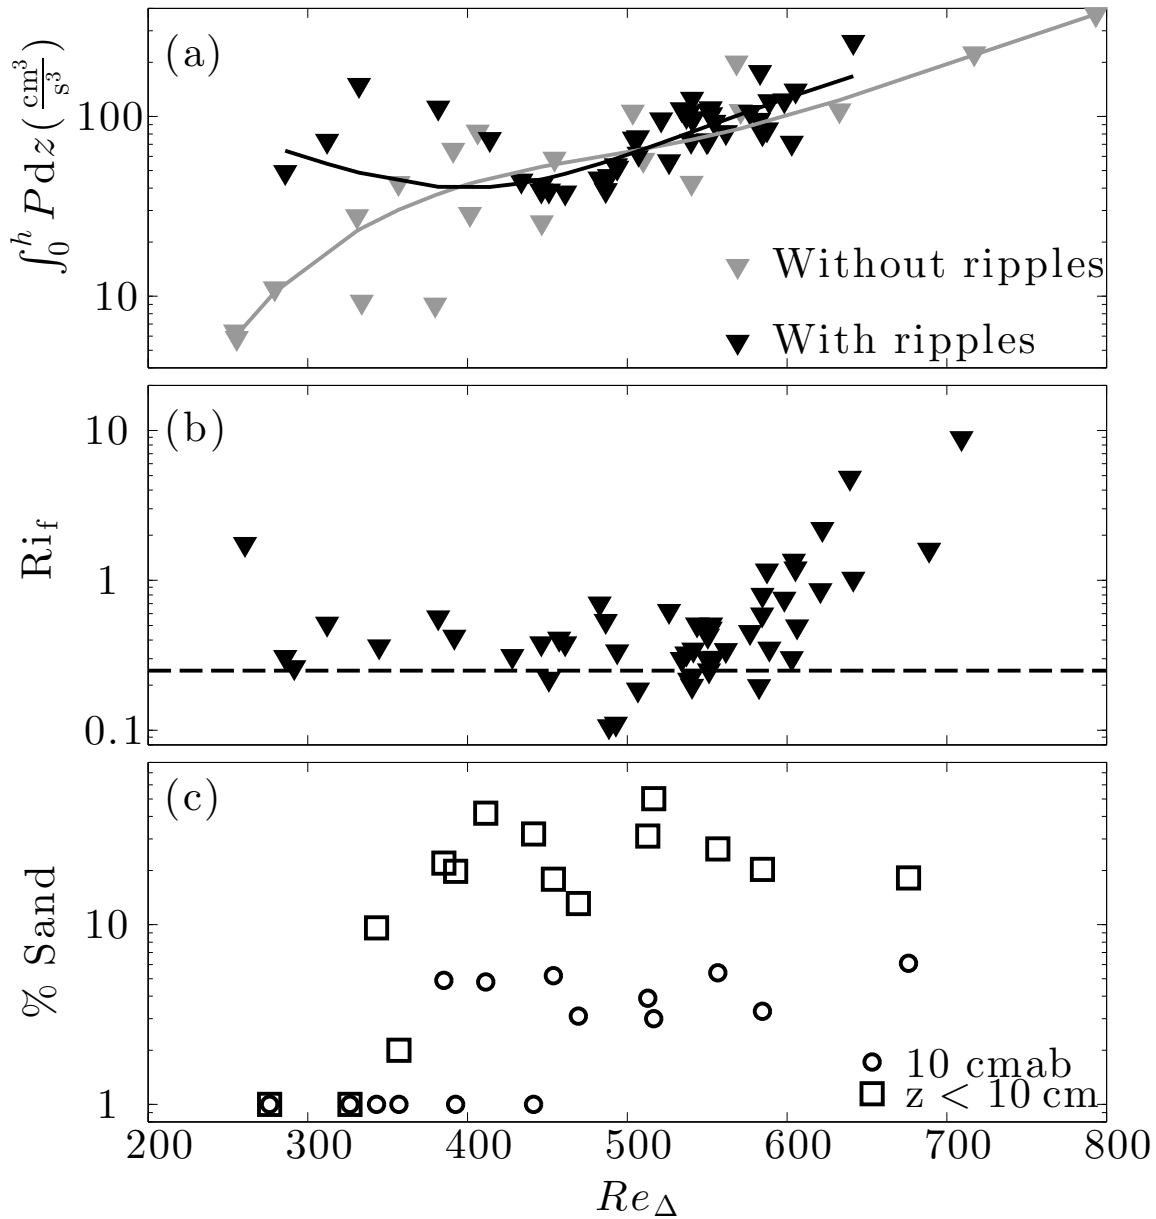 (a)
∫₀ʰ P dz (cm³/s³)
100
10
Without ripples
With ripples
(b)
Ri_f
10
1
0.1
(c)
% Sand
10
1
10 cmab
z < 10 cm
200 300 400 500 600 700 800
Re_Δ